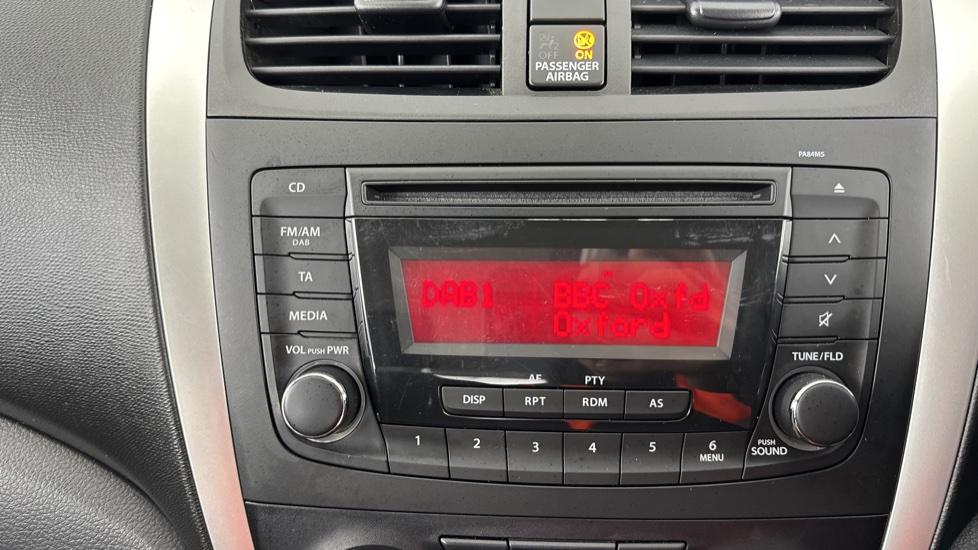 OFF ON
PASSENGER
AIRBAG
PA84M5
CD
FM/AM
DAB
TA
MEDIA
VOL PUSH PWR
DAB1 BBC Oxfd
Oxford
TUNE/FLD
AF PTY
DISP RPT RDM AS
1 2 3 4 5 6
MENU
PUSH
SOUND